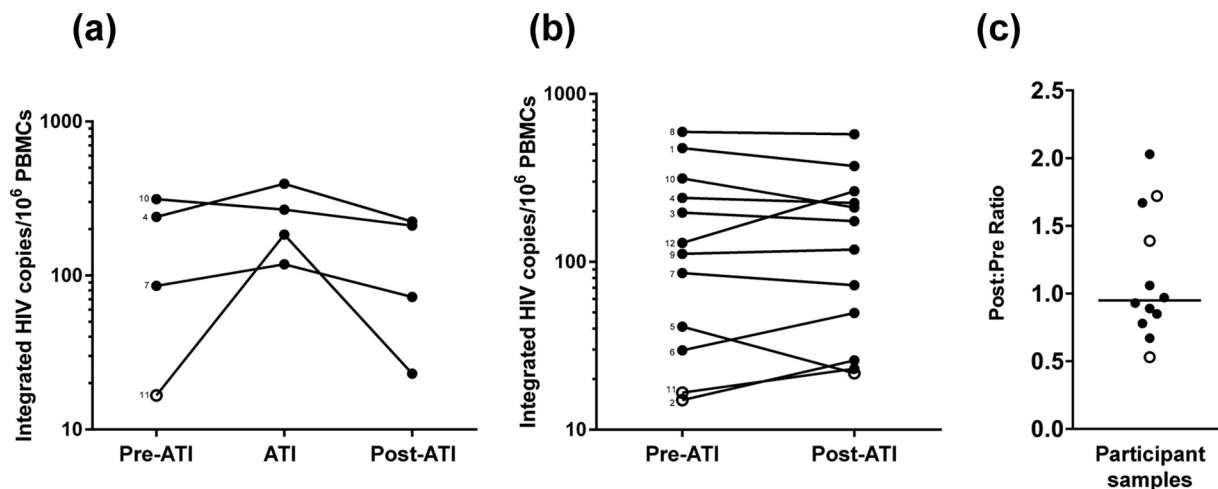 (a)
Integrated HIV copies/10⁶ PBMCs
1000
100
10
10
4
7
11
Pre-ATI
ATI
Post-ATI
(b)
Integrated HIV copies/10⁶ PBMCs
1000
100
10
8
1
10
4
3
12
9
7
5
6
11
2
Pre-ATI
Post-ATI
(c)
Post:Pre Ratio
2.5
2.0
1.5
1.0
0.5
0.0
Participant
samples